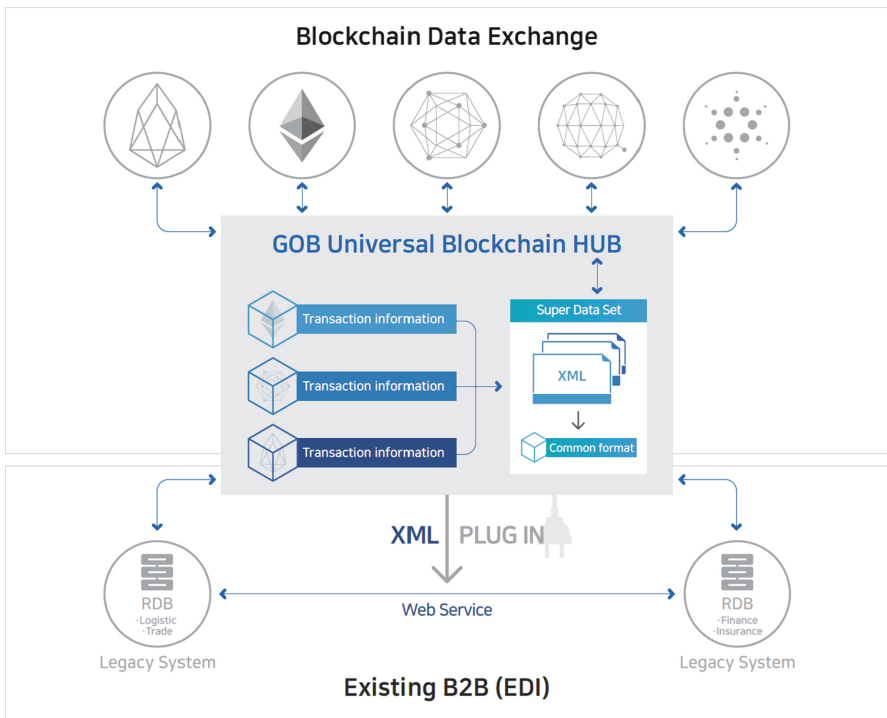 Blockchain Data Exchange
GOB Universal Blockchain HUB
Transaction information
Transaction information
Transaction information
Super Data Set
XML
Common format
XML PLUG IN
RDB
·Logistic
·Trade
Legacy System
Web Service
RDB
·Finance
·Insurance
Legacy System
Existing B2B (EDI)